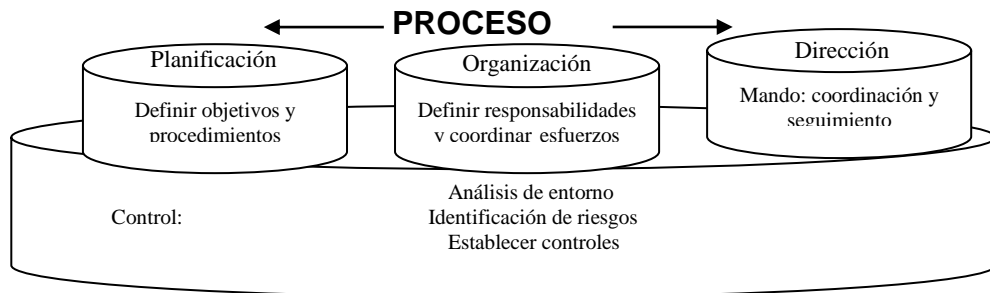 PROCESO
Planificación
Definir objetivos y
procedimientos
Organización
Definir responsabilidades
y coordinar esfuerzos
Dirección
Mando: coordinación y
seguimiento
Control:
Análisis de entorno
Identificación de riesgos
Establecer controles